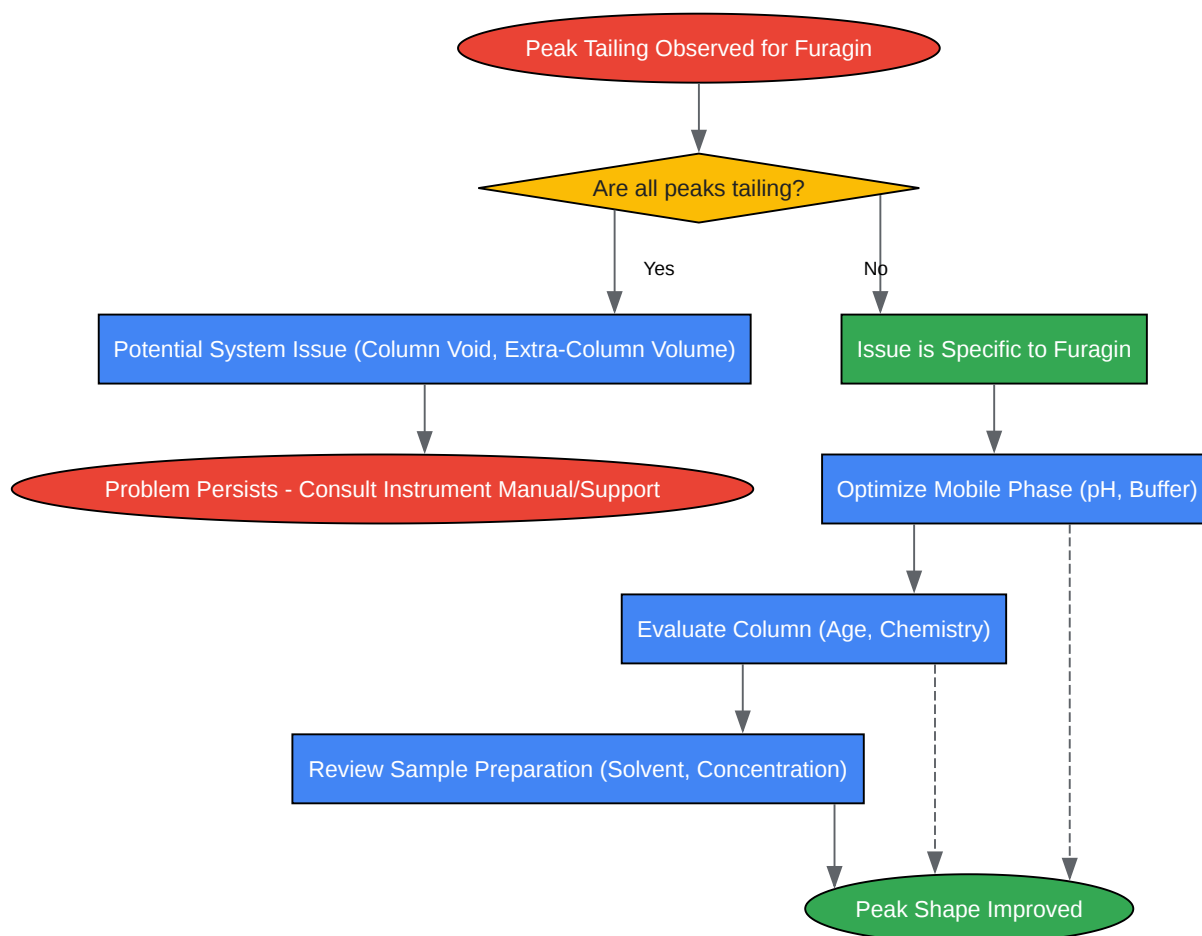 Peak Tailing Observed for Furagin
Are all peaks tailing?
Yes
No
Potential System Issue (Column Void, Extra-Column Volume)
Issue is Specific to Furagin
Problem Persists - Consult Instrument Manual/Support
Optimize Mobile Phase (pH, Buffer)
Evaluate Column (Age, Chemistry)
Review Sample Preparation (Solvent, Concentration)
Peak Shape Improved